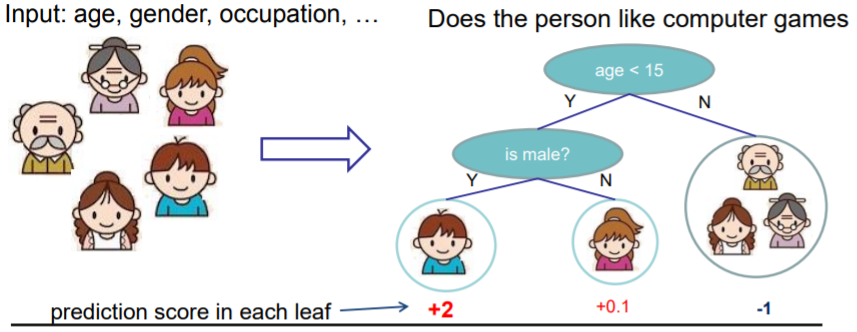 Input: age, gender, occupation, …
Does the person like computer games
age < 15
Y
N
is male?
Y
N
prediction score in each leaf
+2
+0.1
-1